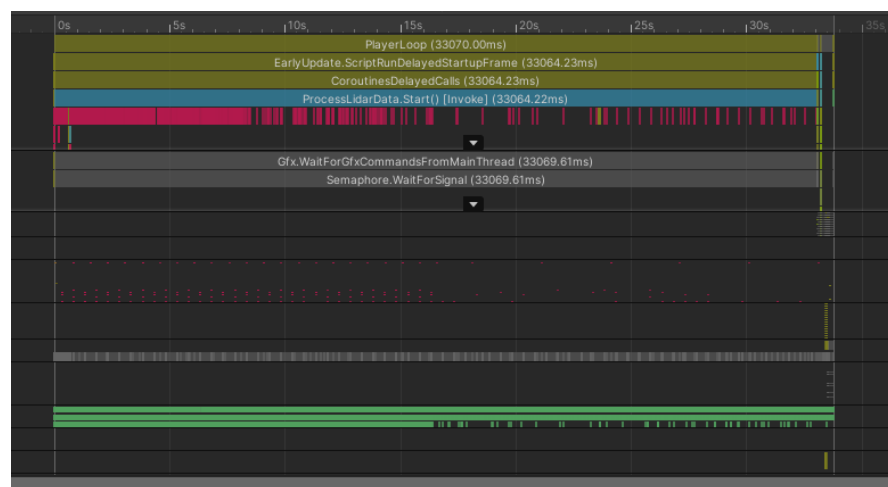 0s 5s 10s 15s 20s 25s 30s 35s
PlayerLoop (33070.00ms)
EarlyUpdate.ScriptRunDelayedStartupFrame (33064.23ms)
CoroutinesDelayedCalls (33064.23ms)
ProcessLidarData.Start() [Invoke] (33064.22ms)
Gfx.WaitForGfxCommandsFromMainThread (33069.61ms)
Semaphore.WaitForSignal (33069.61ms)